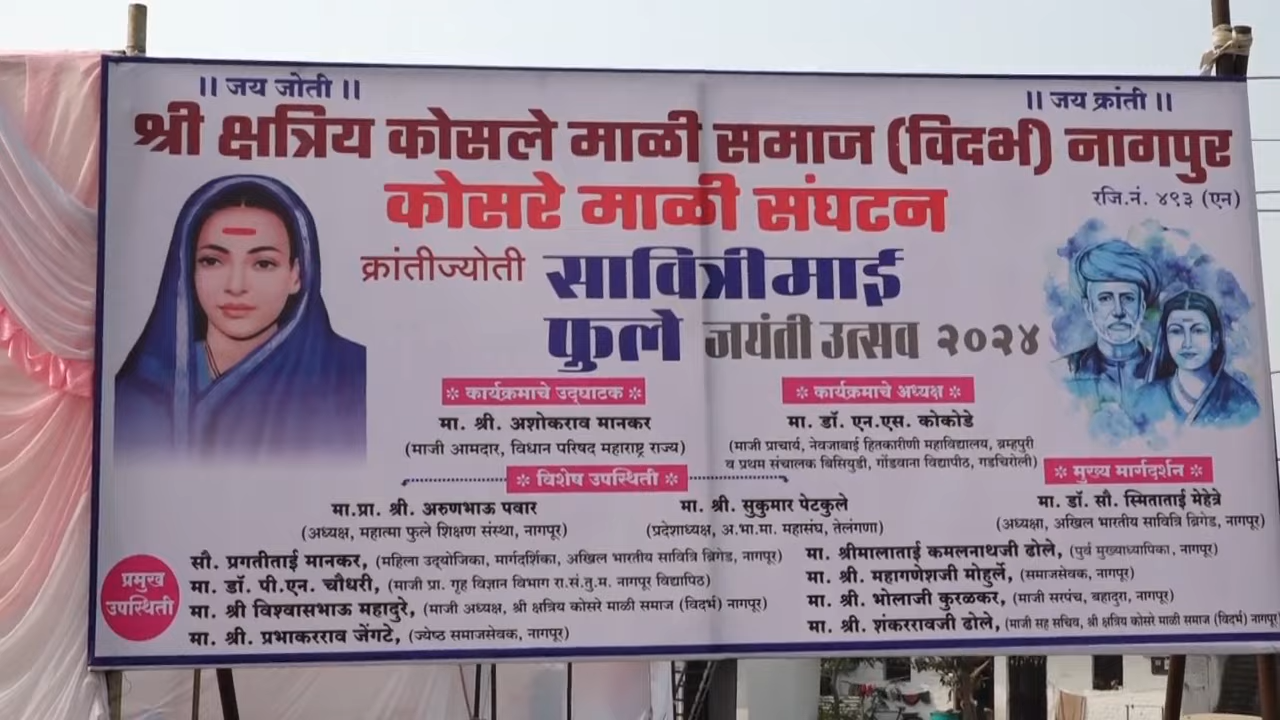 || जय जोती ||
|| जय क्रांती ||
श्री क्षत्रिय कोसले माळी समाज (विदर्भ) नागपुर
कोसरे माळी संघटन
रजि.नं. ४९३ (एन)
क्रांतीज्योती सावित्रीमाई
फुले जयंती उत्सव २०२४
* कार्यक्रमाचे उद्घाटक *
मा. श्री. अशोकराव मानकर
(माजी आमदार, विधान परिषद महाराष्ट्र राज्य)
* कार्यक्रमाचे अध्यक्ष *
मा. डॉ. एन.एस. कोकोडे
(माजी प्राचार्य, नेवजाबाई हितकारीणी महाविद्यालय, ब्रम्हपुरी
व प्रथम संचालक बिसियुडी, गोंडवाना विद्यापीठ, गडचिरोली)
* विशेष उपस्थिती *
मा.प्रा. श्री. अरुणभाऊ पवार
(अध्यक्ष, महात्मा फुले शिक्षण संस्था, नागपूर)
मा. श्री. सुकुमार पेटकुले
(प्रदेशाध्यक्ष, अ.भा.मा. महासंघ, तेलंगणा)
* मुख्य मार्गदर्शन *
मा. डॉ. सौ. स्मिताताई मेहेत्रे
(अध्यक्षा, अखिल भारतीय सावित्रि ब्रिगेड, नागपूर)
प्रमुख
उपस्थिती
सौ. प्रगतीताई मानकर, (महिला उद्योजिका, मार्गदर्शिका, अखिल भारतीय सावित्रि ब्रिगेड, नागपूर)
मा. डॉ. पी.एन. चौधरी, (माजी प्रा. गृह विज्ञान विभाग रा.सं.तु.म. नागपूर विद्यापिठ)
मा. श्री विश्वासभाऊ महादुरे, (माजी अध्यक्ष, श्री क्षत्रिय कोसरे माळी समाज (विदर्भ) नागपूर)
मा. श्री. प्रभाकरराव जेंगटे, (ज्येष्ठ समाजसेवक, नागपूर)
मा. श्रीमालाताई कमलनाथजी ढोले, (पुर्व मुख्याध्यापिका, नागपूर)
मा. श्री. महागणेशजी मोहुर्ले, (समाजसेवक, नागपूर)
मा. श्री. भोलाजी कुरळकर, (माजी सरपंच, बहादुरा, नागपूर)
मा. श्री. शंकररावजी ढोले, (माजी सह सचिव, श्री क्षत्रिय कोसरे माळी समाज (विदर्भ) नागपूर